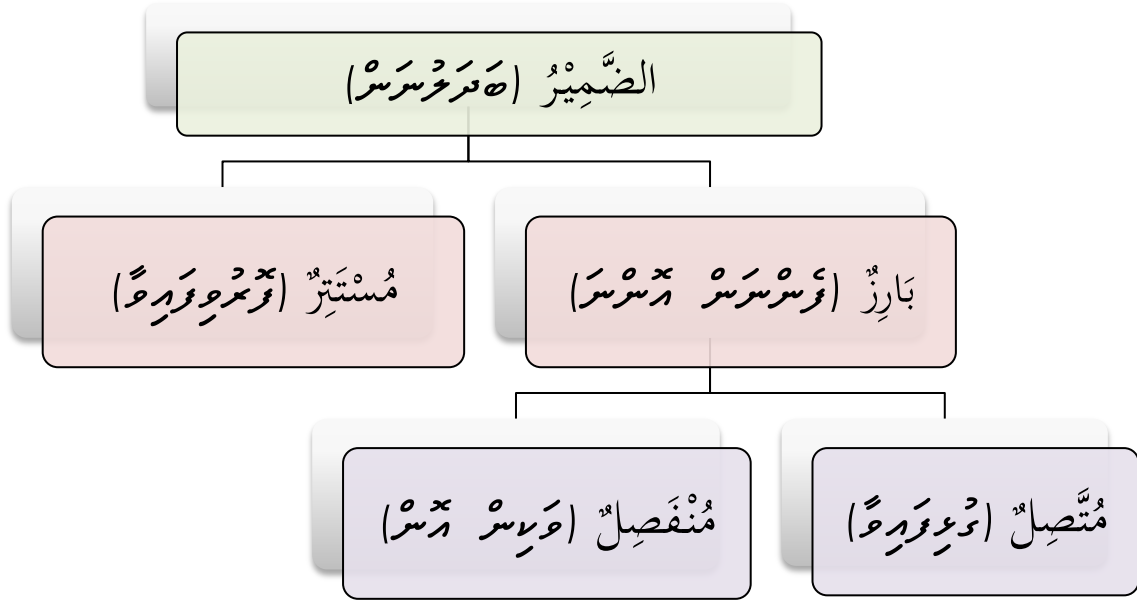 الضَّمِيْرُ (ބަދަލުނަން)
بَارِزٌ (ފެންނަން އޮންނަ)
مُسْتَتِرٌ (ފޮރުވިފައިވާ)
مُتَّصِلٌ (ގުޅިފައިވާ)
مُنْفَصِلٌ (ވަކިން އޮން)